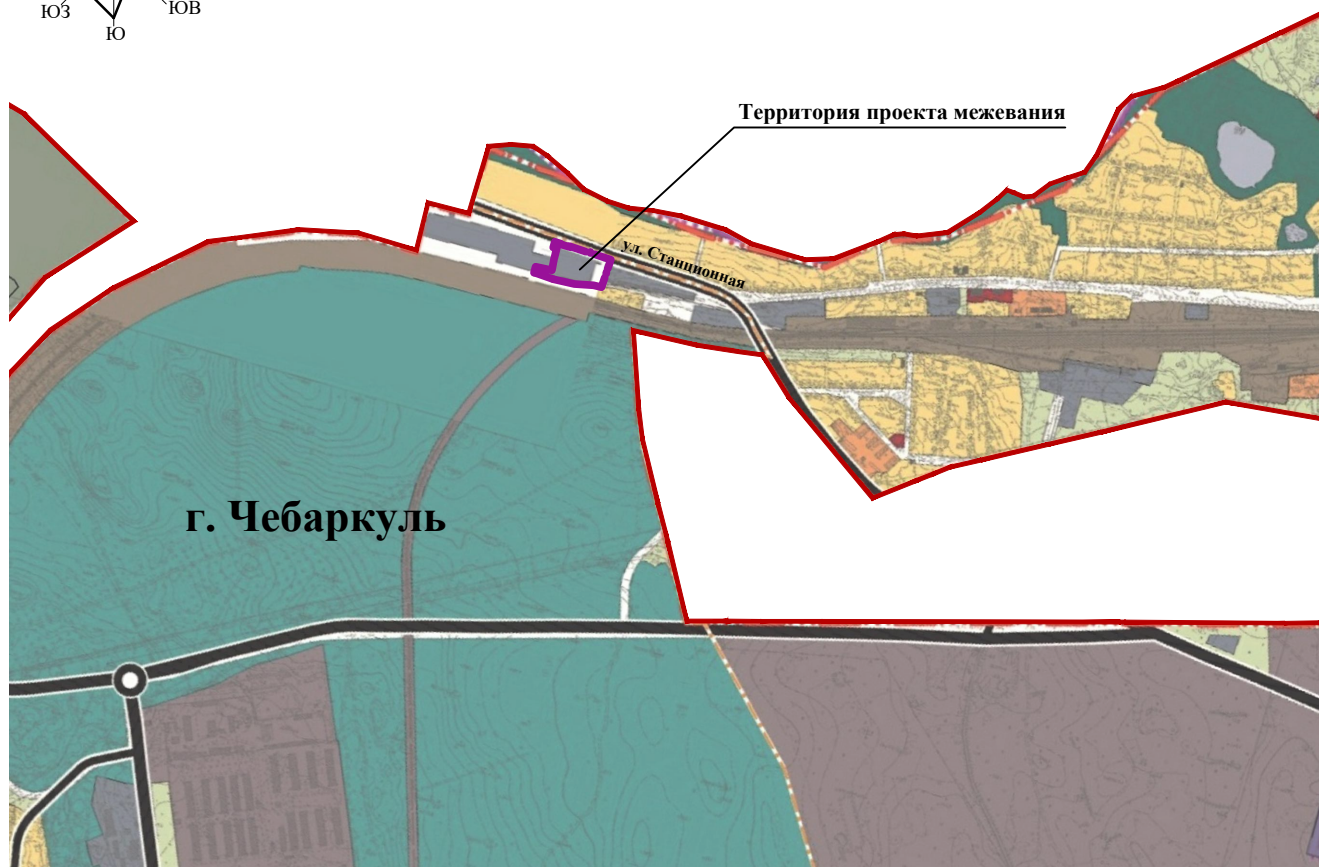 ЮЗ
ЮВ
Ю
Территория проекта межевания
ул. Станционная
г. Чебаркуль